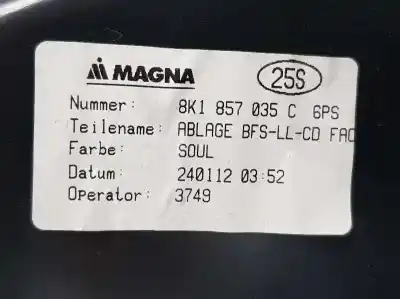 MAGNA 25S
Nummer: 8K1 857 035 C 6PS
Teilename: ABLAGE BFS-LL-CD FAC
Farbe: SOUL
Datum: 240112 03:52
Operator: 3749